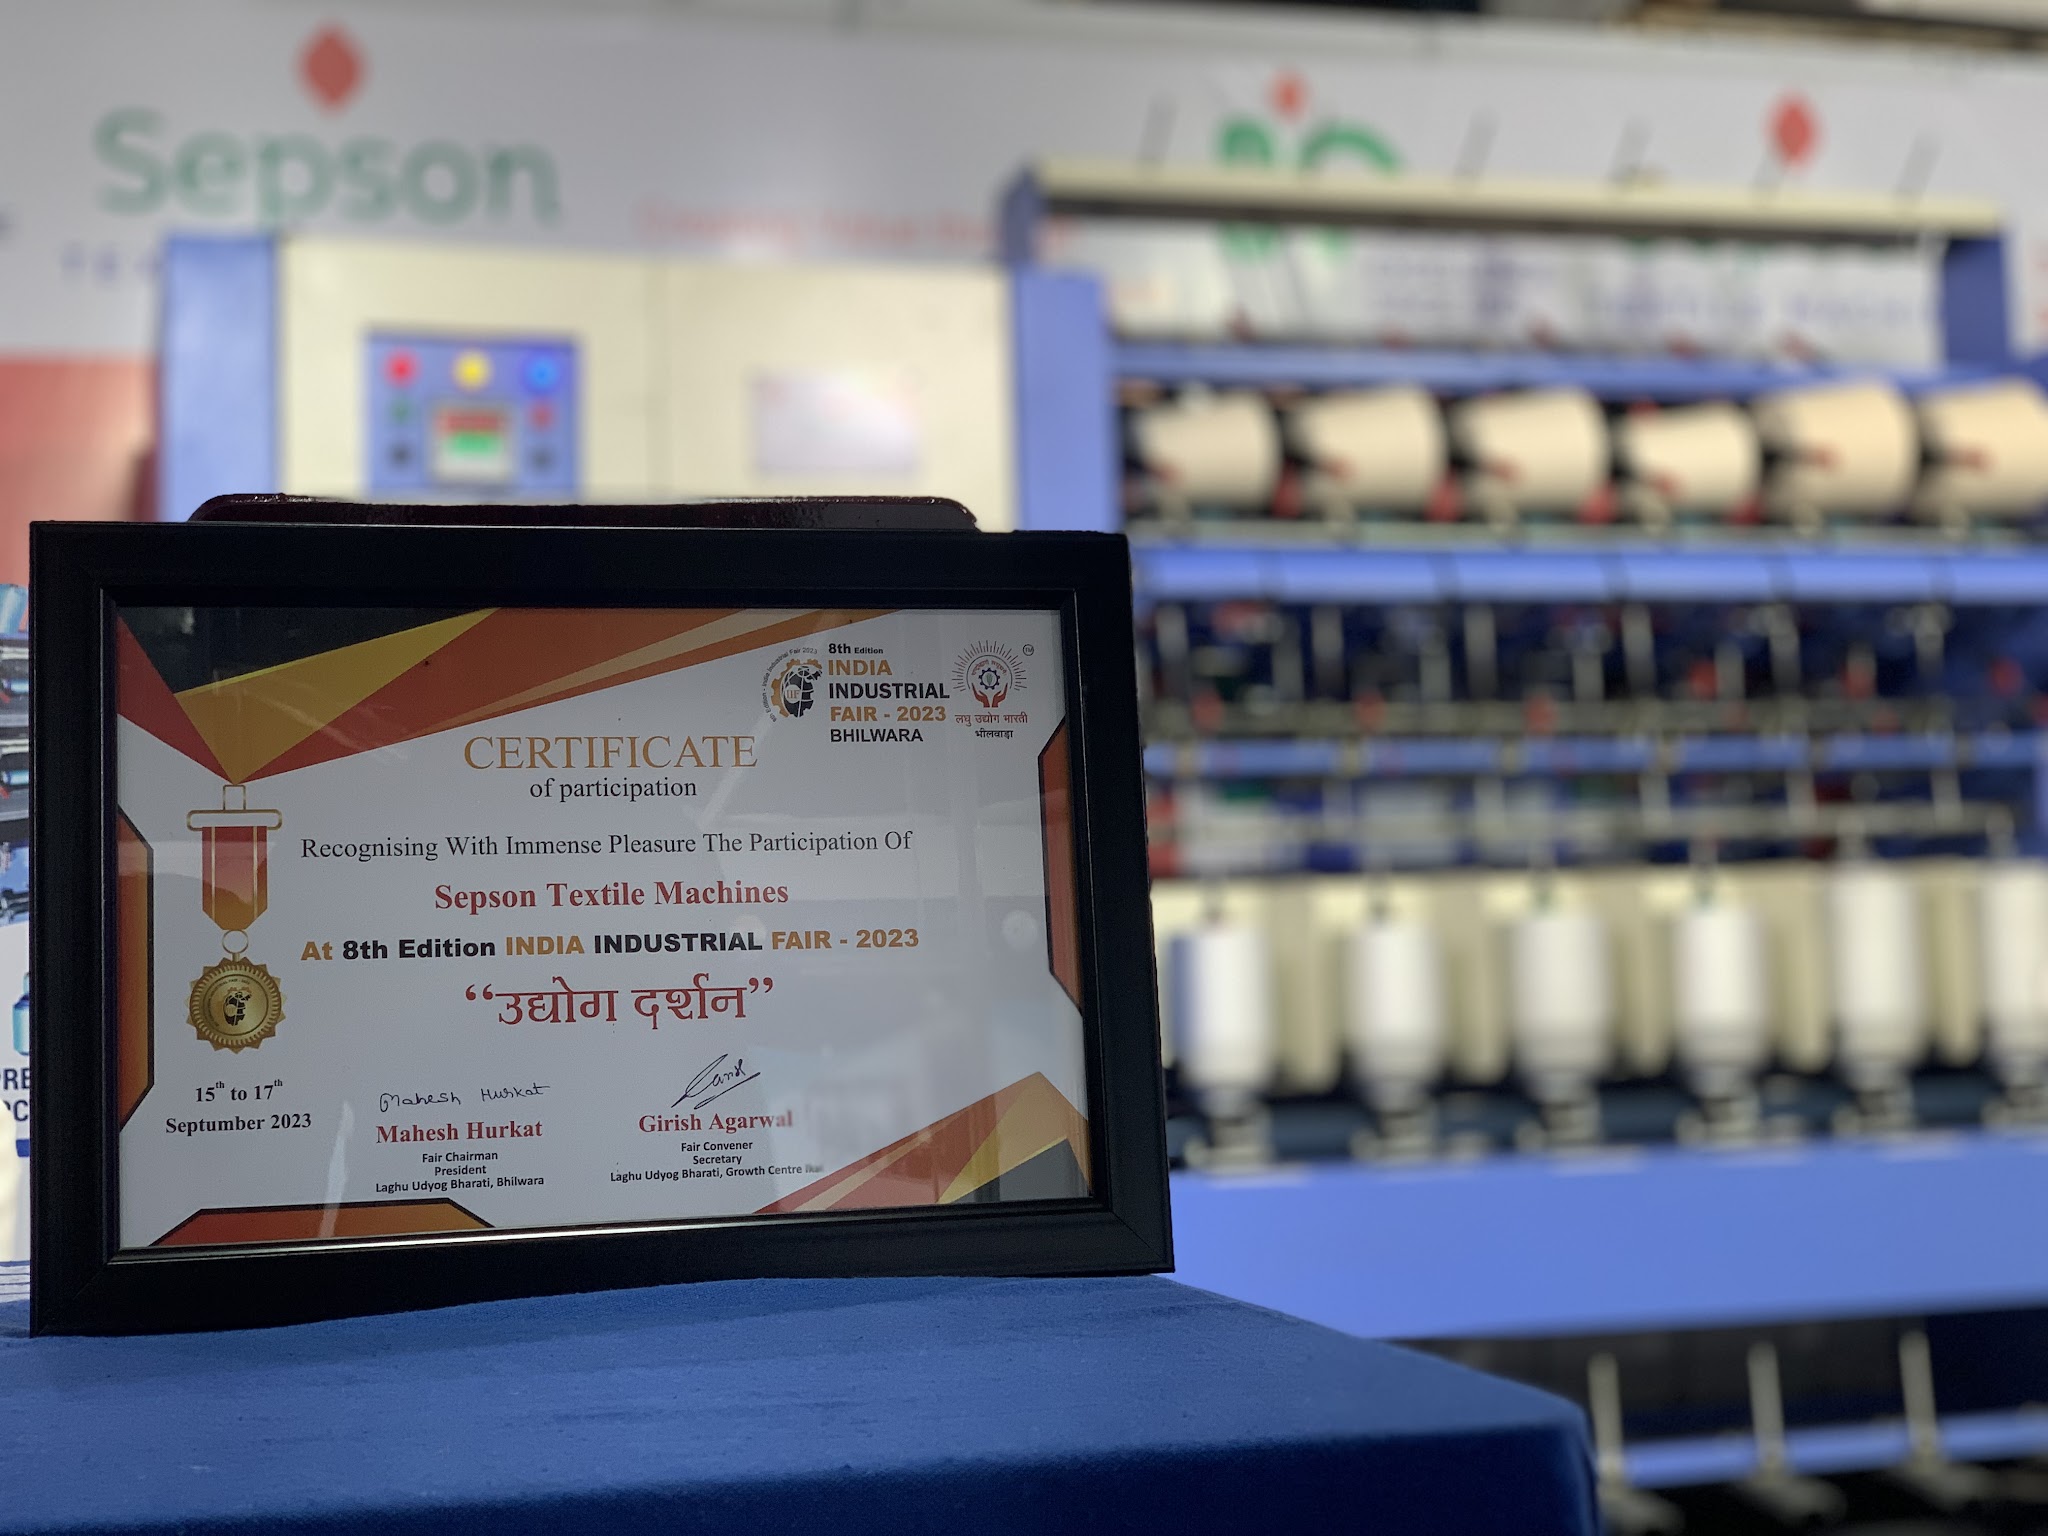 Sepson
8th Edition
INDIA
INDUSTRIAL
FAIR - 2023
BHILWARA
TM
लघु उद्योग भारती
भीलवाड़ा
CERTIFICATE
of participation
Recognising With Immense Pleasure The Participation Of
Sepson Textile Machines
At 8th Edition INDIA INDUSTRIAL FAIR - 2023
“उद्योग दर्शन”
15th to 17th
Septumber 2023
Mahesh Hurkat
Mahesh Hurkat
Fair Chairman
President
Laghu Udyog Bharati, Bhilwara
Girish Agarwal
Fair Convener
Secretary
Laghu Udyog Bharati, Growth Centre